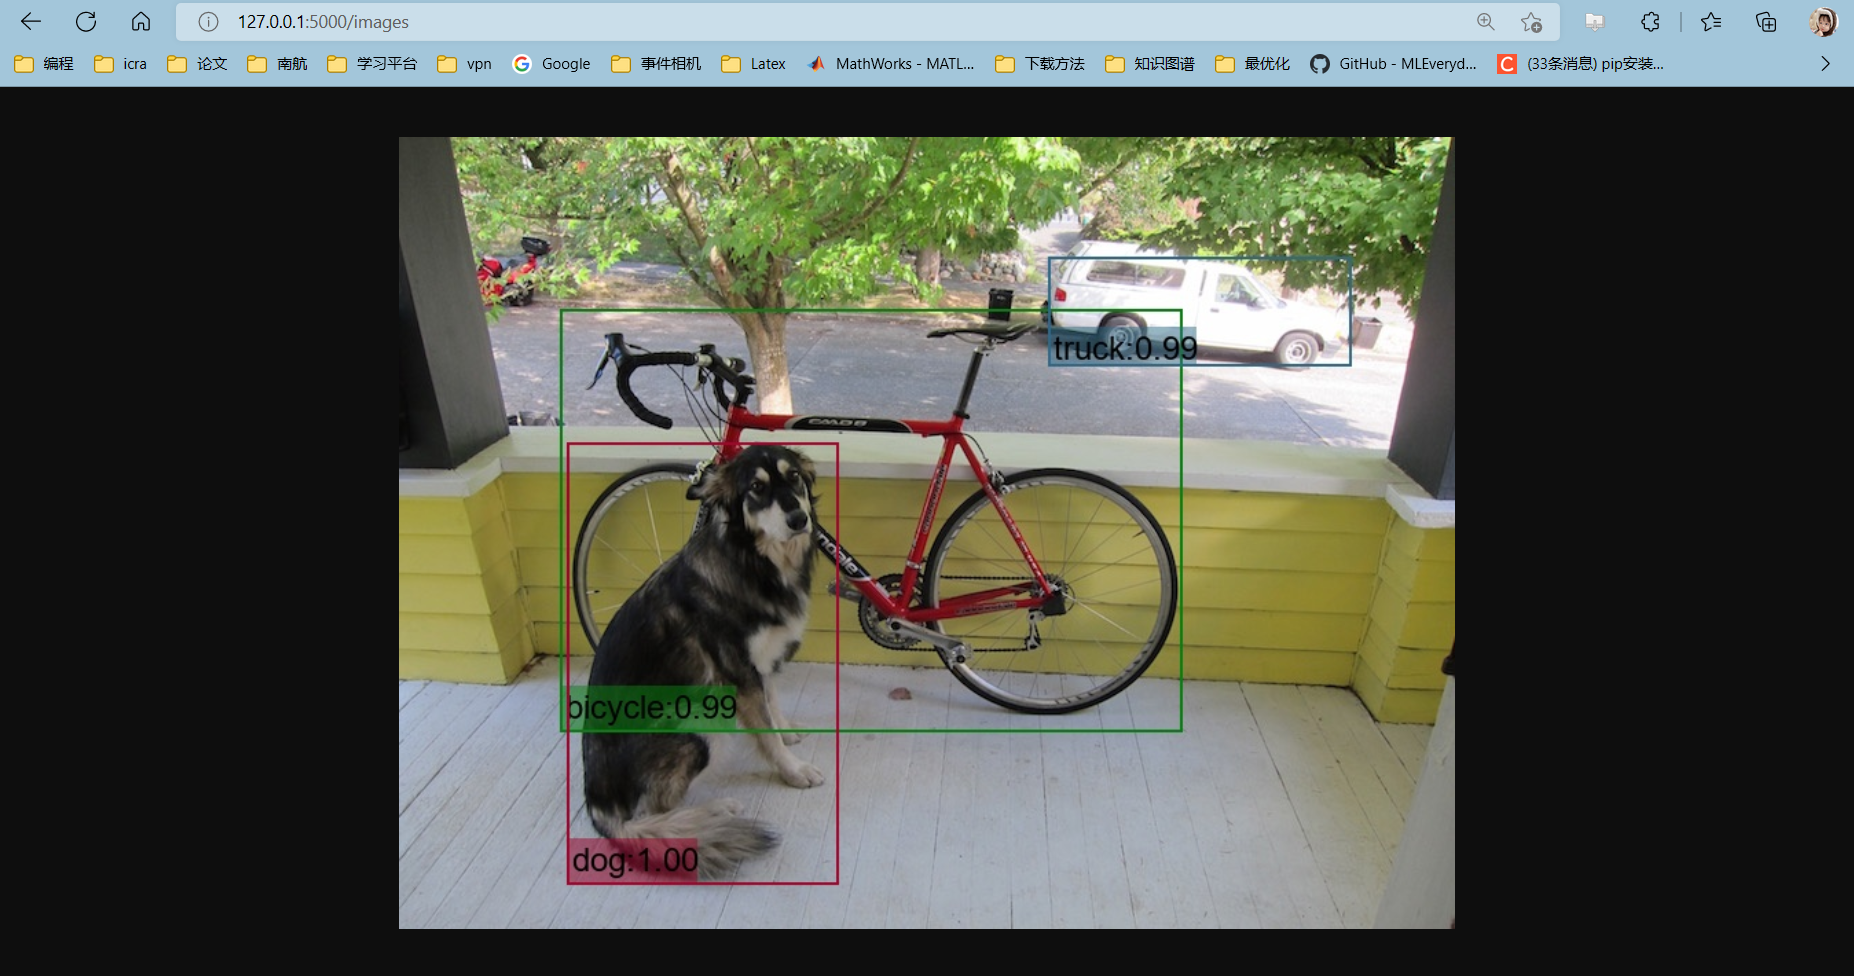 127.0.0.1:5000/images
编程 icra 论文 南航 学习平台 vpn Google 事件相机 Latex MathWorks - MATL... 下载方法 知识图谱 最优化 GitHub - MLEveryd... (33条消息) pip安装...
truck:0.99
CAAD8
ndale
bicycle:0.99
dog:1.00